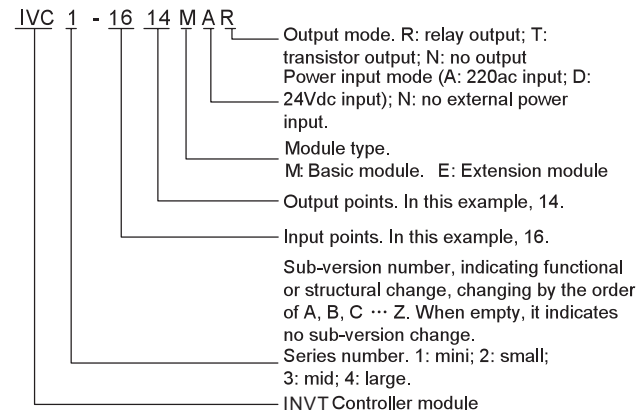 IVC 1 - 16 14 M A R
Output mode. R: relay output; T:
transistor output; N: no output
Power input mode (A: 220ac input; D:
24Vdc input); N: no external power
input.
Module type.
M: Basic module. E: Extension module
Output points. In this example, 14.
Input points. In this example, 16.
Sub-version number, indicating functional
or structural change, changing by the order
of A, B, C ⋯ Z. When empty, it indicates
no sub-version change.
Series number. 1: mini; 2: small;
3: mid; 4: large.
INVT Controller module